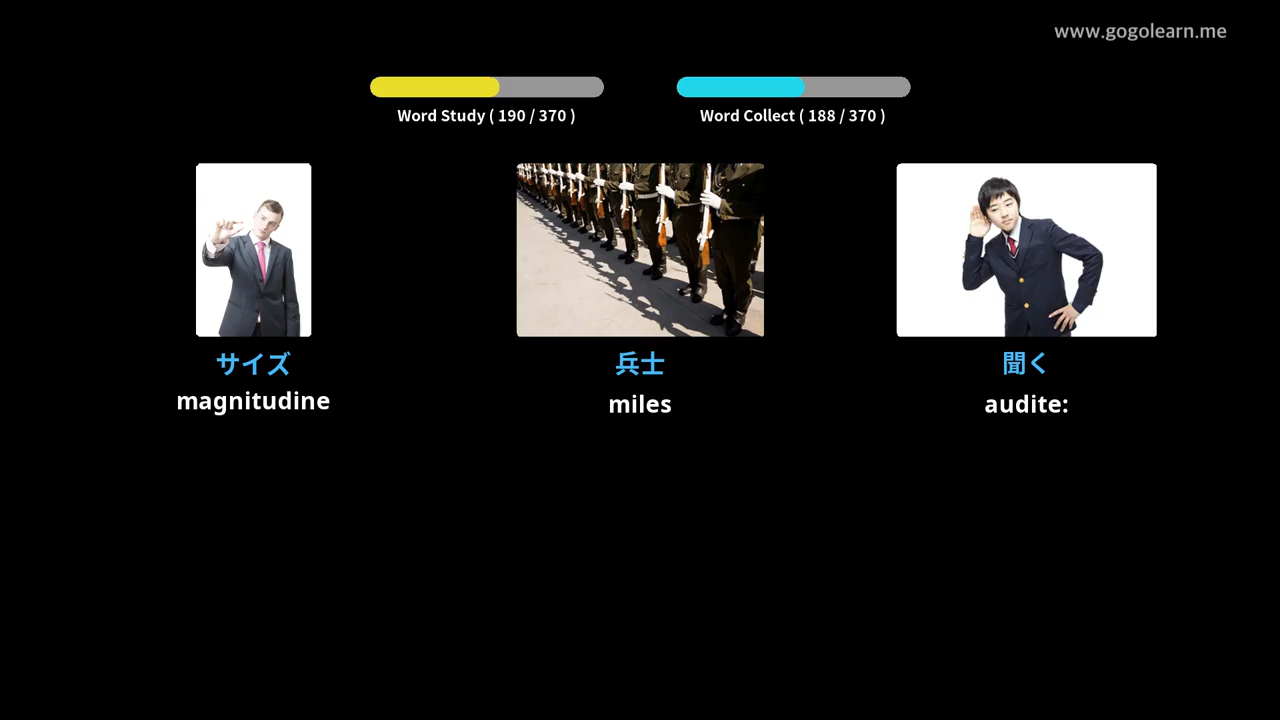 www.gogolearn.me
Word Study ( 190 / 370 )
Word Collect ( 188 / 370 )
サイズ
magnitudine
兵士
miles
聞く
audite: